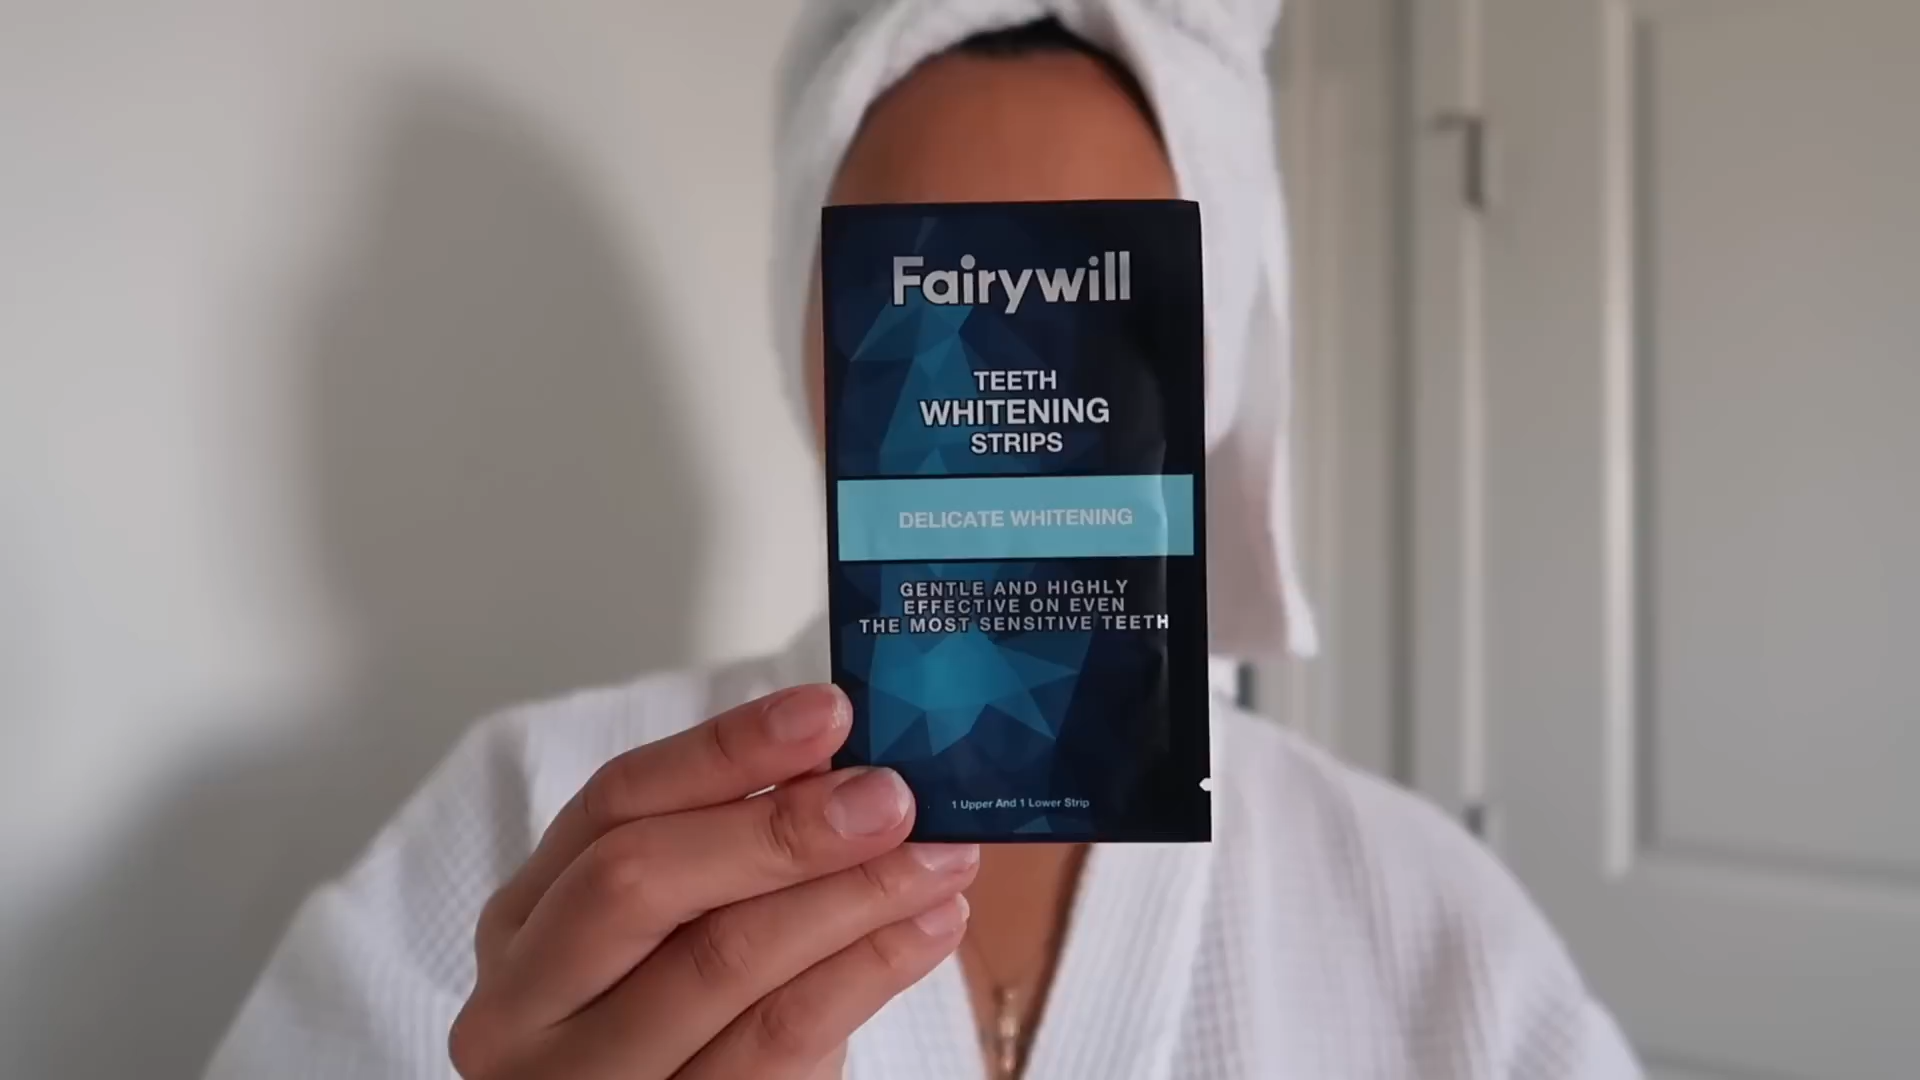 Fairywill
TEETH
WHITENING
STRIPS
DELICATE WHITENING
GENTLE AND HIGHLY
EFFECTIVE ON EVEN
THE MOST SENSITIVE TEETH
1 Upper And 1 Lower Strip